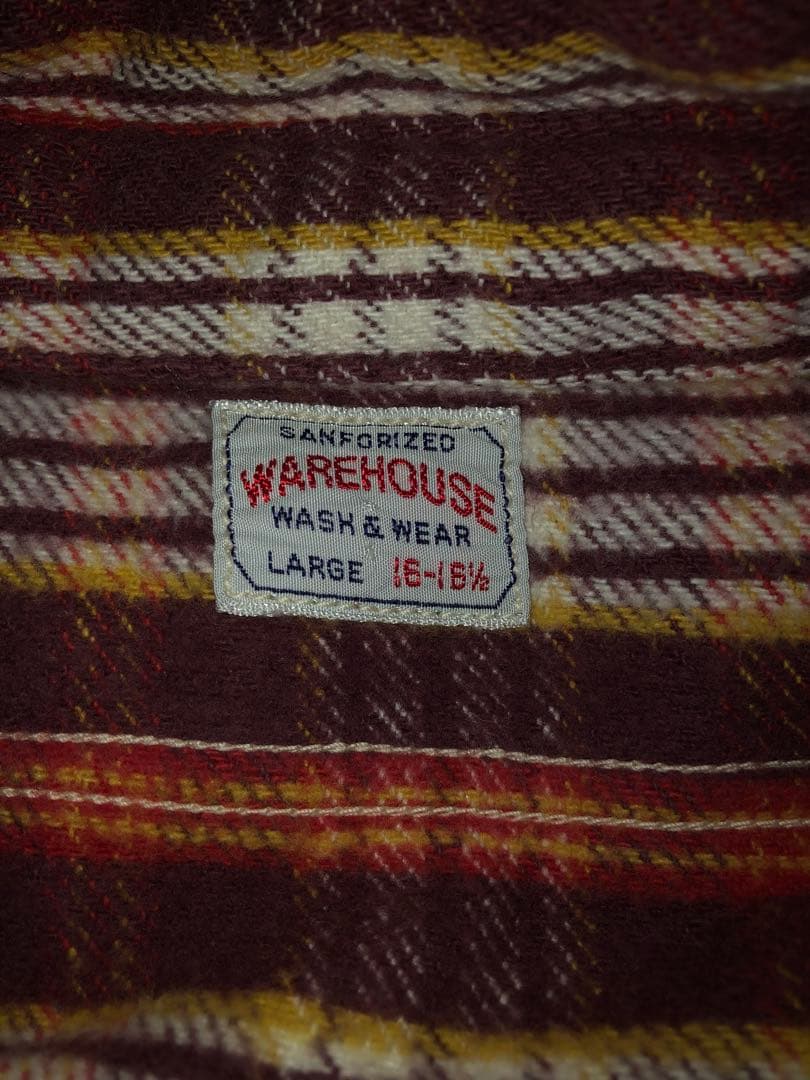 SANFORIZED
WAREHOUSE
WASH & WEAR
LARGE 16-16½